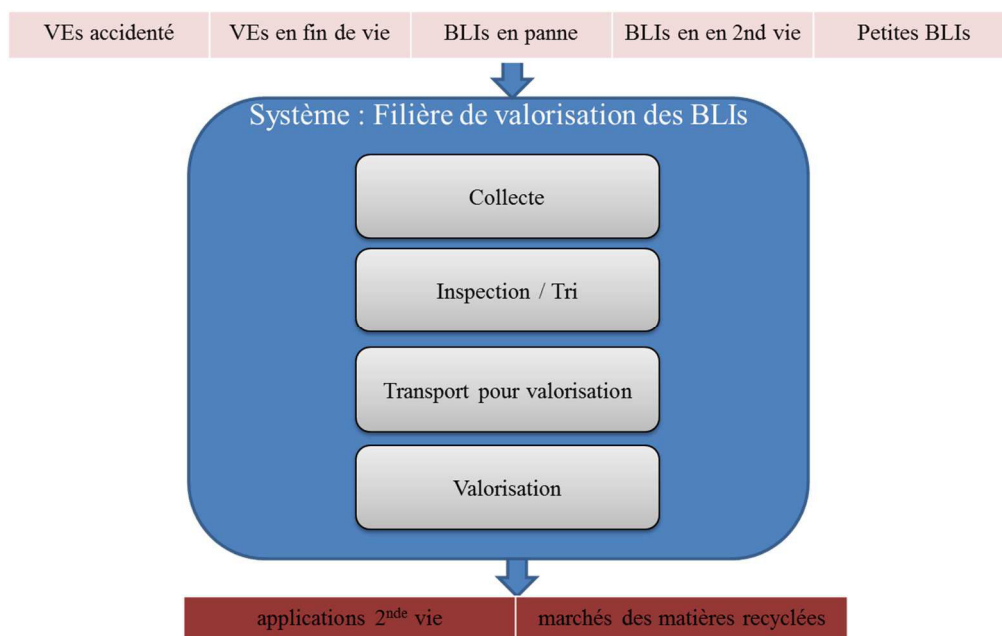 VEs accidenté VEs en fin de vie BLIs en panne BLIs en en 2nd vie Petites BLIs
Système : Filière de valorisation des BLIs
Collecte
Inspection / Tri
Transport pour valorisation
Valorisation
applications 2nde vie marchés des matières recyclées